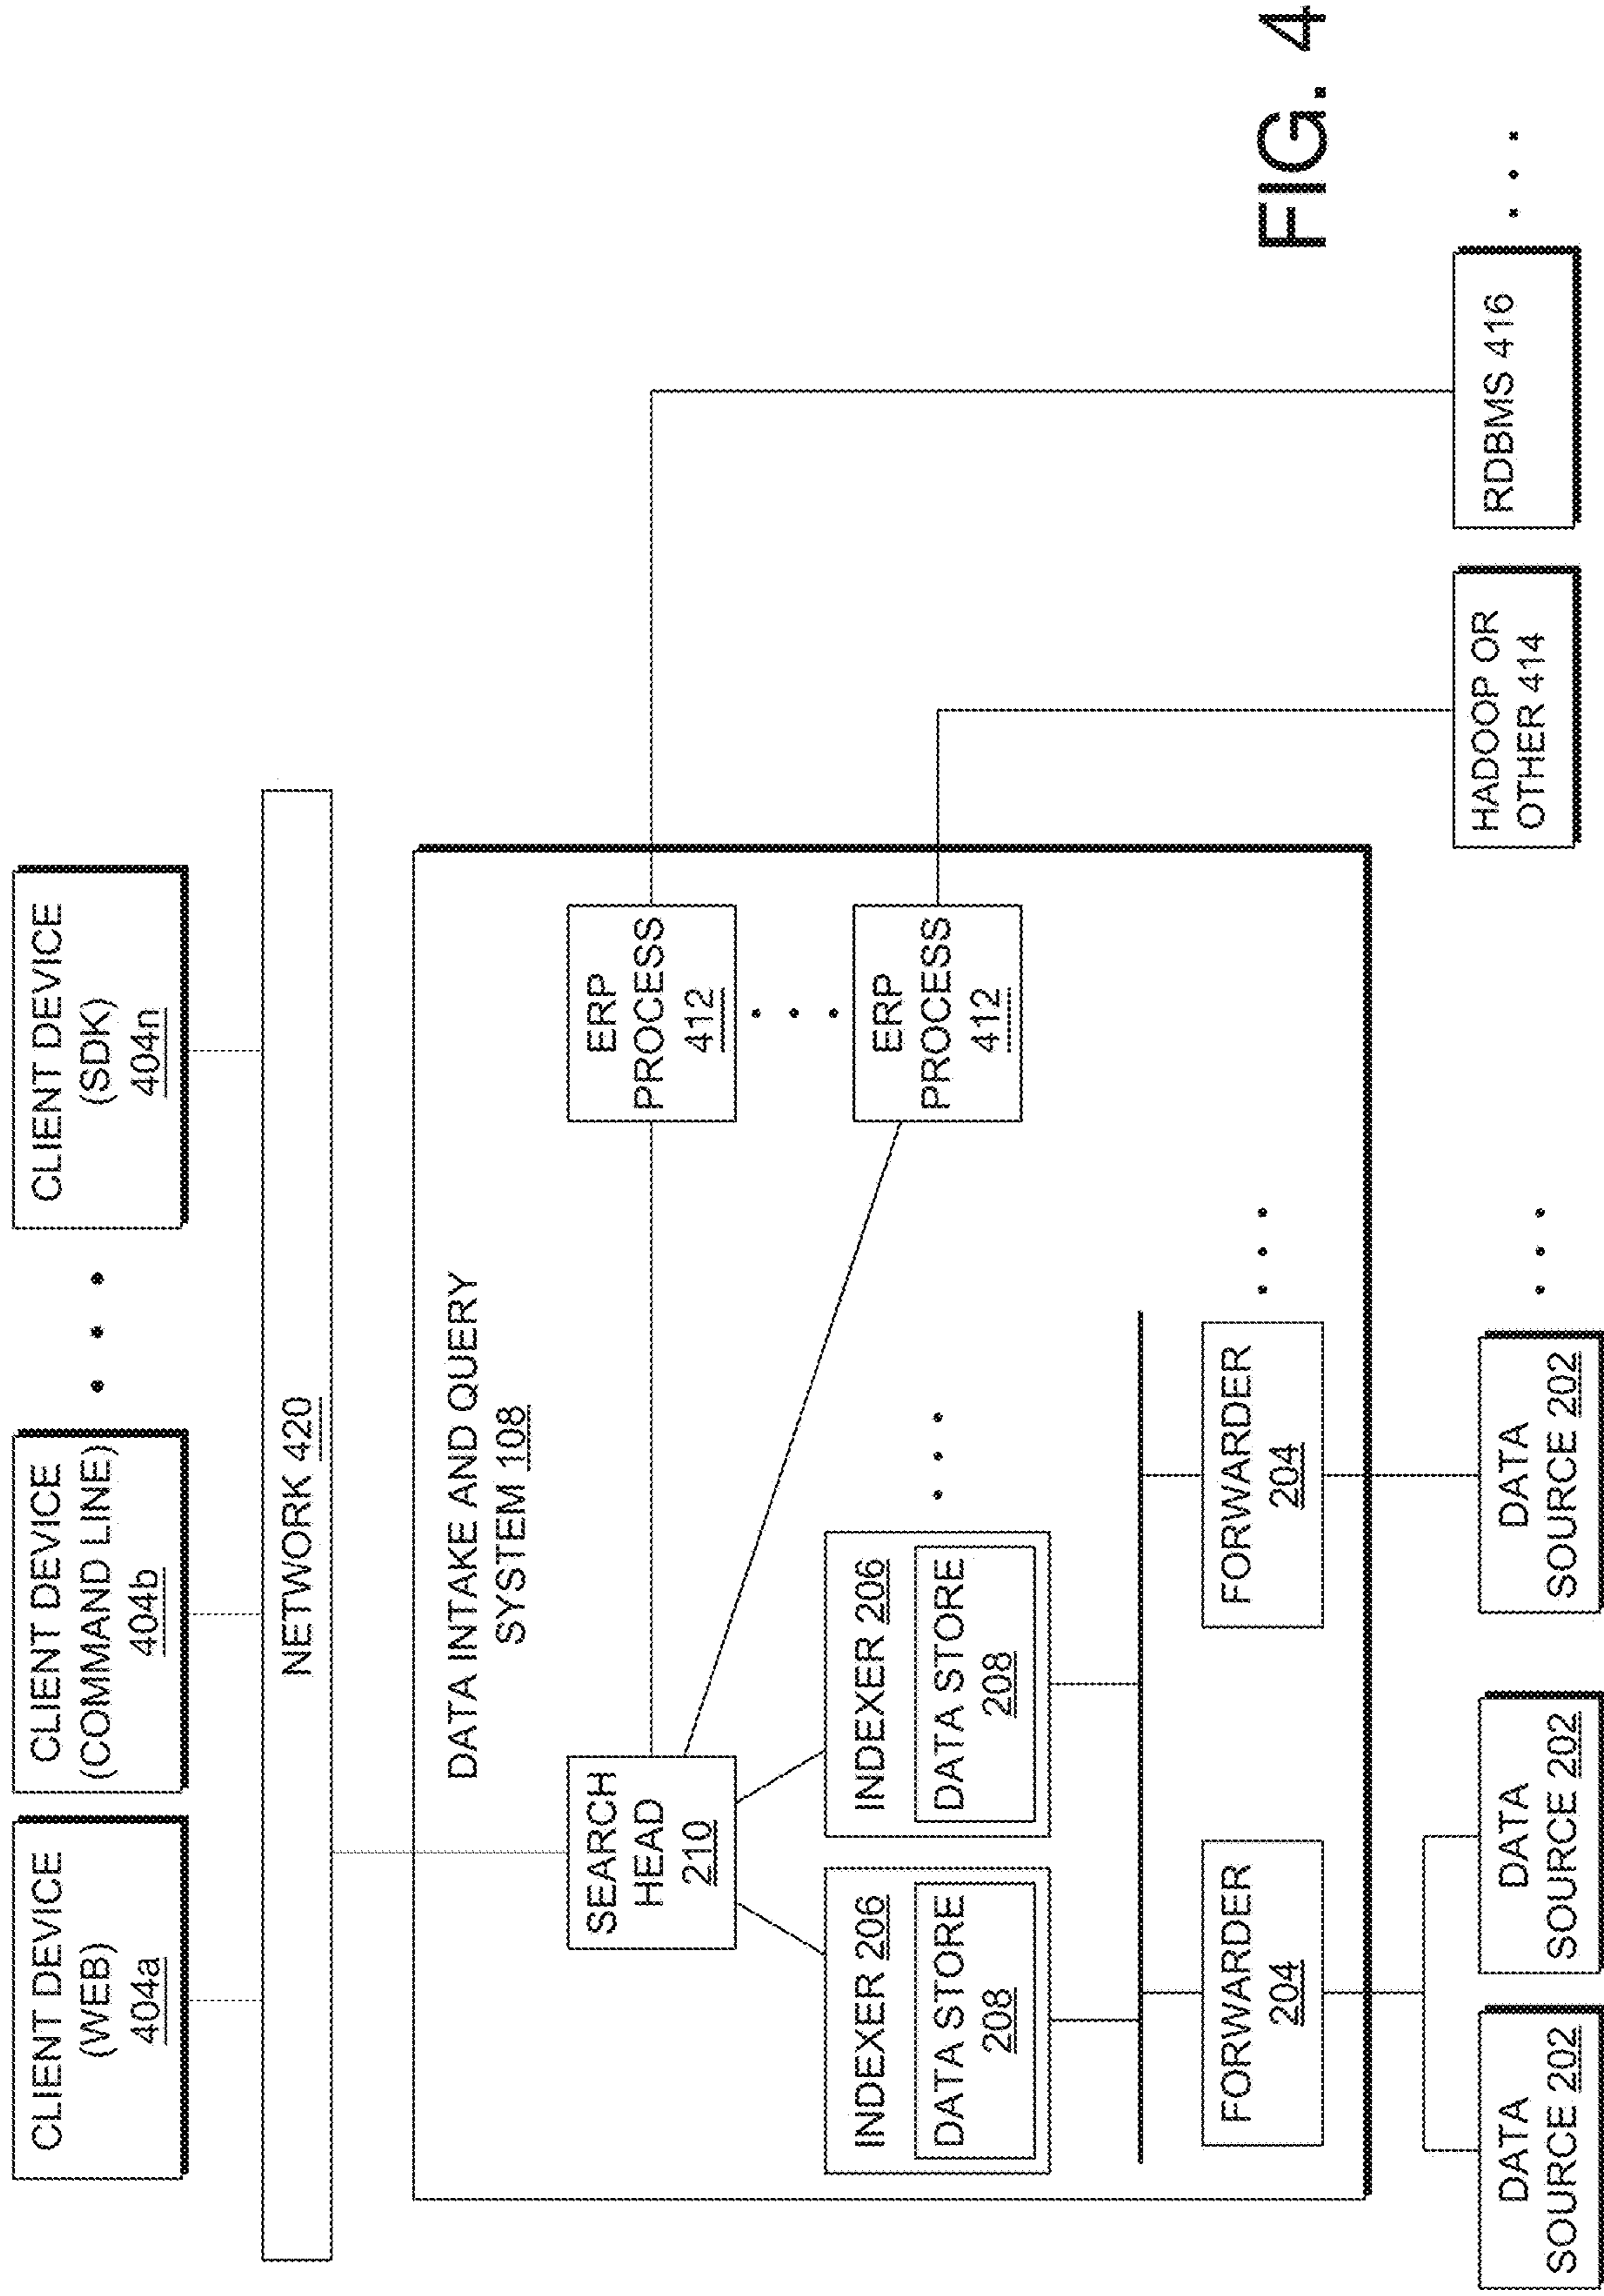 CLIENT DEVICE
(WEB)
404a
CLIENT DEVICE
(COMMAND LINE)
404b
CLIENT DEVICE
(SDK)
404n
NETWORK 420
DATA INTAKE AND QUERY
SYSTEM 108
SEARCH
HEAD
210
ERP
PROCESS
412
ERP
PROCESS
412
INDEXER 206
DATA STORE
208
INDEXER 206
DATA STORE
208
FORWARDER
204
FORWARDER
204
DATA
SOURCE 202
DATA
SOURCE 202
DATA
SOURCE 202
HADOOP OR
OTHER 414
RDBMS 416
FIG. 4